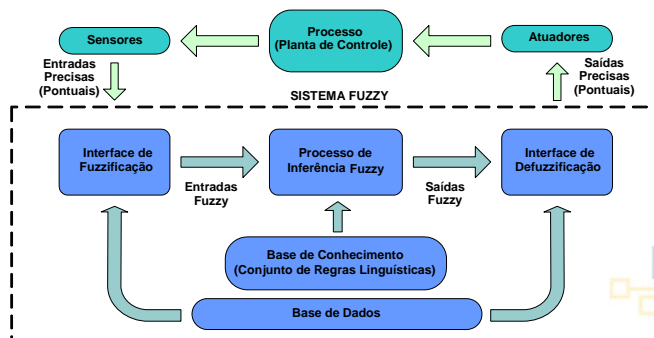 Sensores
Processo
(Planta de Controle)
Atuadores
Entradas
Precisas
(Pontuais)
Saídas
Precisas
(Pontuais)
SISTEMA FUZZY
Interface de
Fuzzificação
Entradas
Fuzzy
Processo de
Inferência Fuzzy
Saídas
Fuzzy
Interface de
Defuzzificação
Base de Conhecimento
(Conjunto de Regras Linguísticas)
Base de Dados